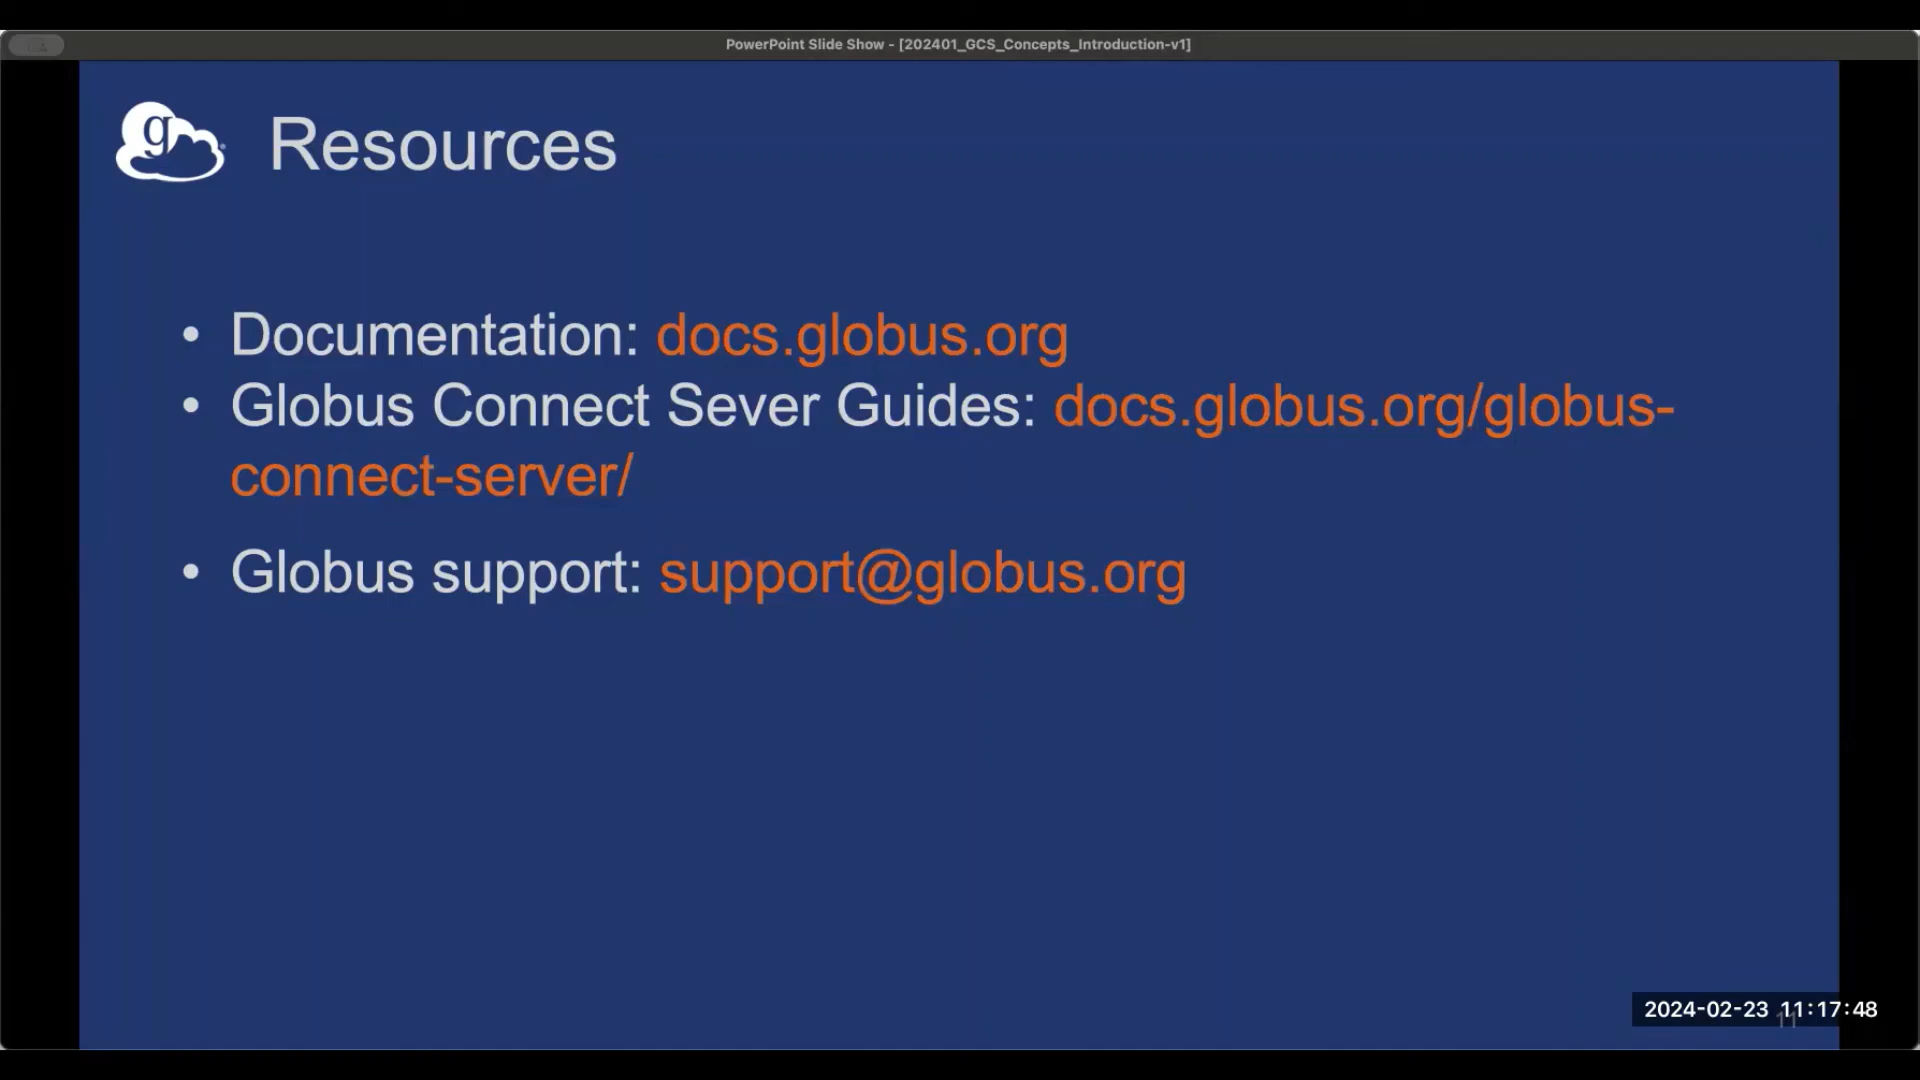 PowerPoint Slide Show - [202401_GCS_Concepts_Introduction-v1]
g
Resources
• Documentation: docs.globus.org
• Globus Connect Sever Guides: docs.globus.org/globus-
connect-server/
• Globus support: support@globus.org
2024-02-23 11:17:48
11